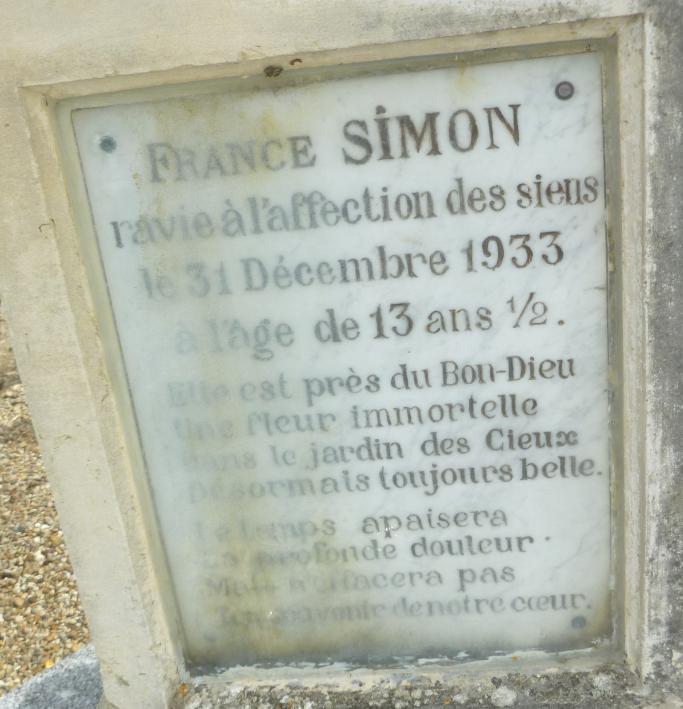 FRANCE SIMON
ravie à l'affection des siens
le 31 Décembre 1933
à l'âge de 13 ans 1/2.
Elle est près du Bon-Dieu
Une fleur immortelle
Dans le jardin des Cieux
Désormais toujours belle.
Le temps apaisera
La profonde douleur.
Mais n'effacera pas
Ton souvenir de notre cœur.